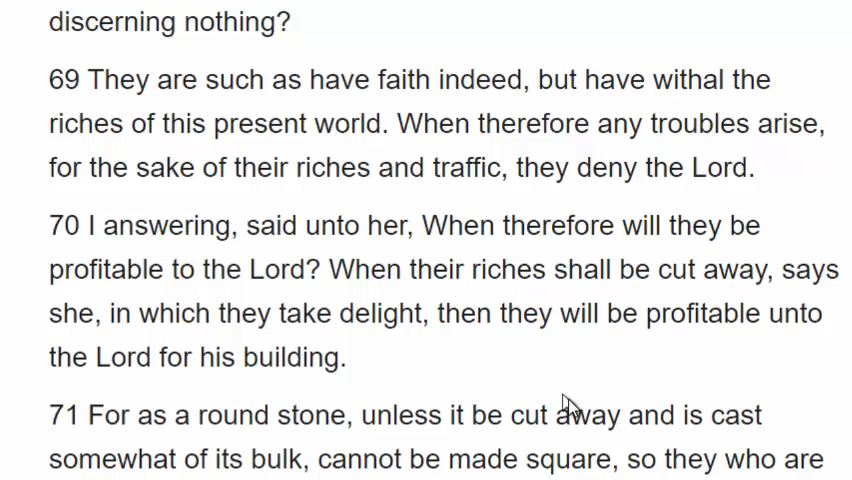 discerning nothing?
69 They are such as have faith indeed, but have withal the
riches of this present world. When therefore any troubles arise,
for the sake of their riches and traffic, they deny the Lord.
70 I answering, said unto her, When therefore will they be
profitable to the Lord? When their riches shall be cut away, says
she, in which they take delight, then they will be profitable unto
the Lord for his building.
71 For as a round stone, unless it be cut away and is cast
somewhat of its bulk, cannot be made square, so they who are